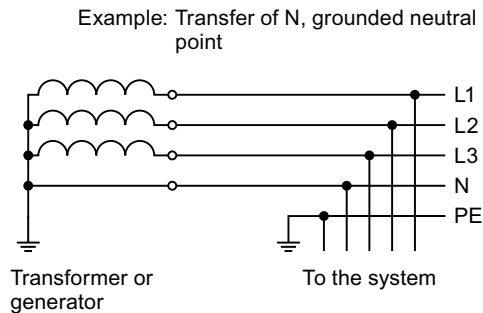 Example: Transfer of N, grounded neutral
point
L1
L2
L3
N
PE
Transformer or
generator
To the system